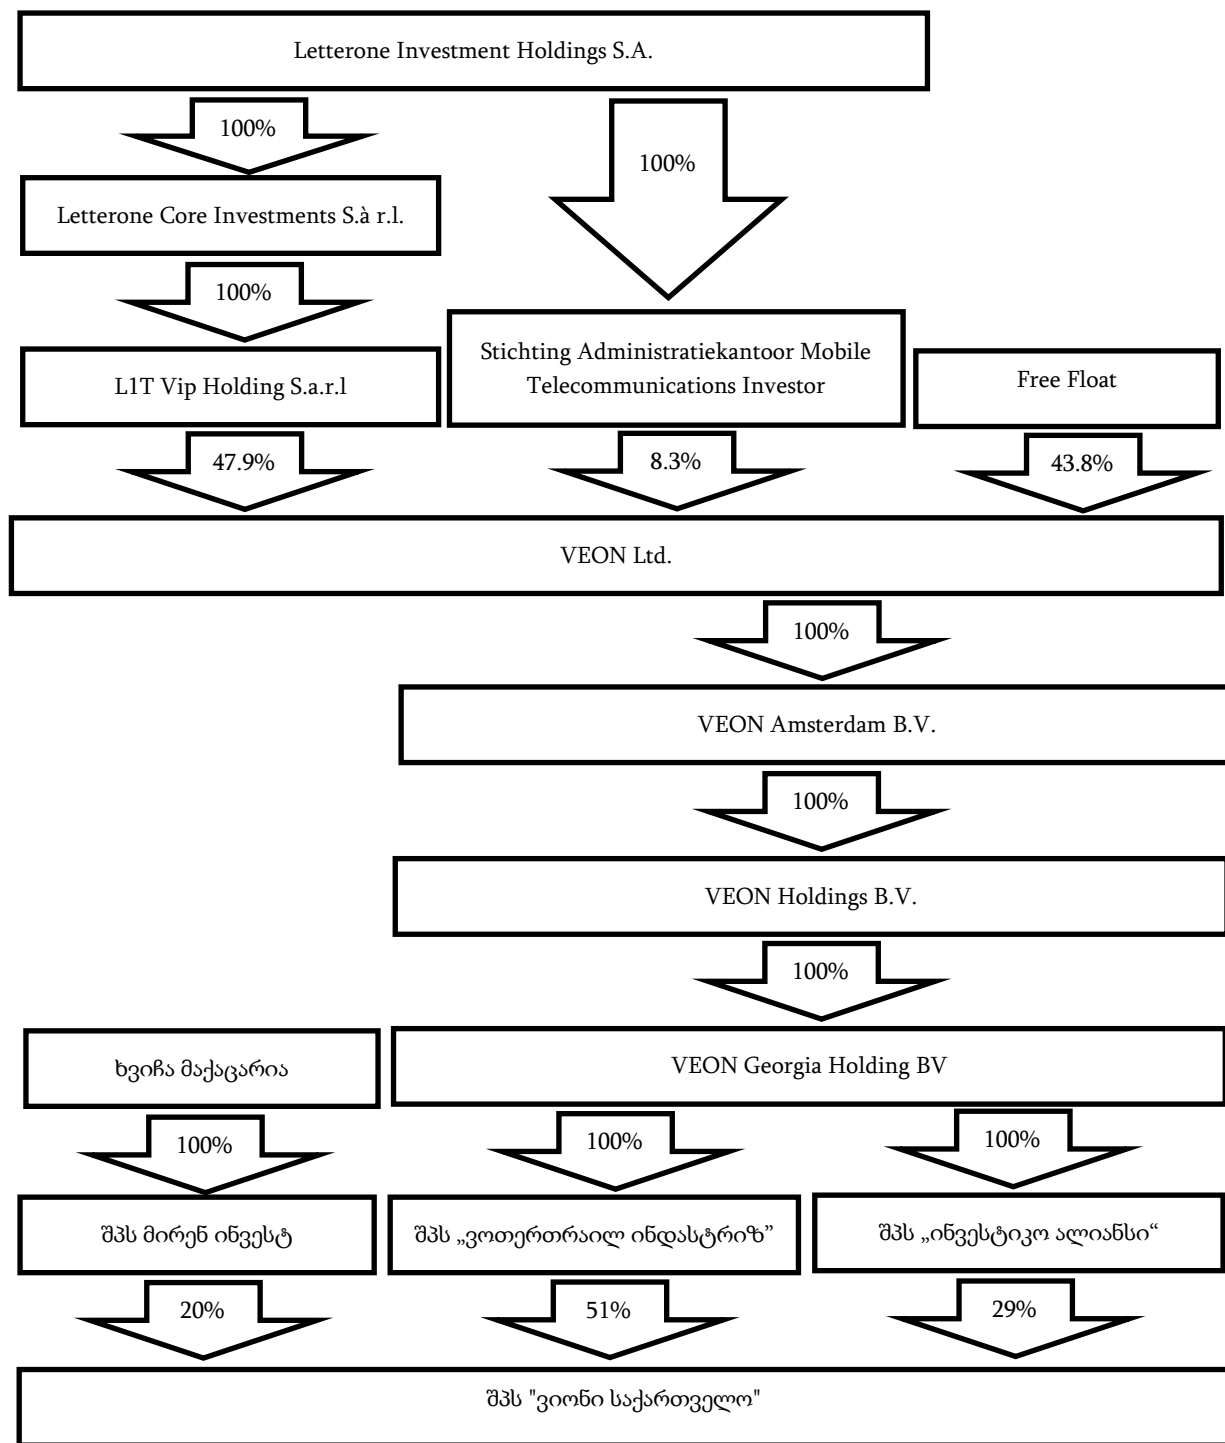 Letterone Investment Holdings S.A.
100%
100%
Letterone Core Investments S.à r.l.
100%
Stichting Administratiekantoor Mobile
Telecommunications Investor
L1T Vip Holding S.a.r.l
Free Float
47.9%
8.3%
43.8%
VEON Ltd.
100%
VEON Amsterdam B.V.
100%
VEON Holdings B.V.
100%
ხვიჩა მაქაცარია
VEON Georgia Holding BV
100%
100%
100%
შპს მირენ ინვესტ
შპს „ვოთერთრაილ ინდასტრიზ”
შპს „ინვესტიკო ალიანსი“
20%
51%
29%
შპს "ვიონი საქართველო"